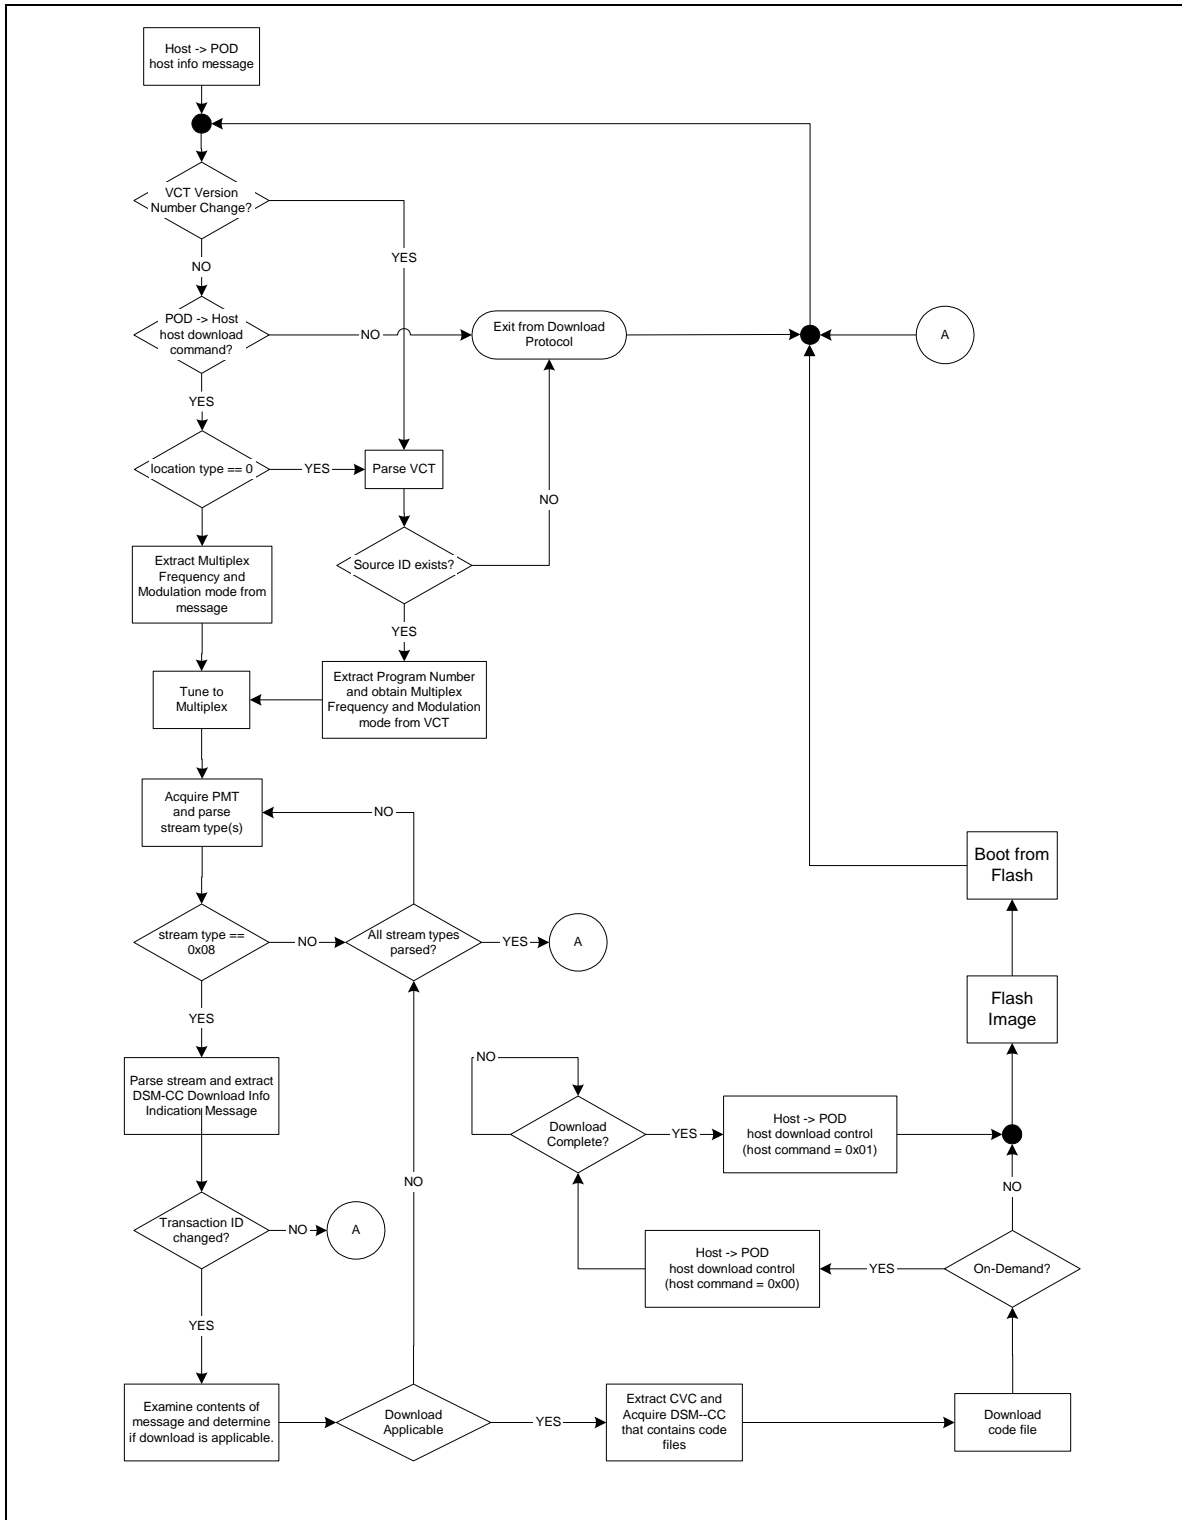 Host -> POD
host info message
VCT Version
Number Change?
YES
NO
POD -> Host
host download
command?
NO
Exit from Download
Protocol
A
YES
location type == 0
YES
Parse VCT
NO
Source ID exists?
Extract Multiplex
Frequency and
Modulation mode from
message
YES
Tune to
Multiplex
Extract Program Number
and obtain Multiplex
Frequency and Modulation
mode from VCT
Acquire PMT
and parse
stream type(s)
NO
Boot from
Flash
stream type ==
0x08
NO
All stream types
parsed?
YES
A
YES
Flash
Image
Parse stream and extract
DSM-CC Download Info
Indication Message
NO
Download
Complete?
YES
Host -> POD
host download control
(host command = 0x01)
NO
NO
Transaction ID
changed?
NO
A
Host -> POD
host download control
(host command = 0x00)
YES
On-Demand?
YES
Examine contents of
message and determine
if download is applicable.
Download
Applicable
YES
Extract CVC and
Acquire DSM--CC
that contains code
files
Download
code file